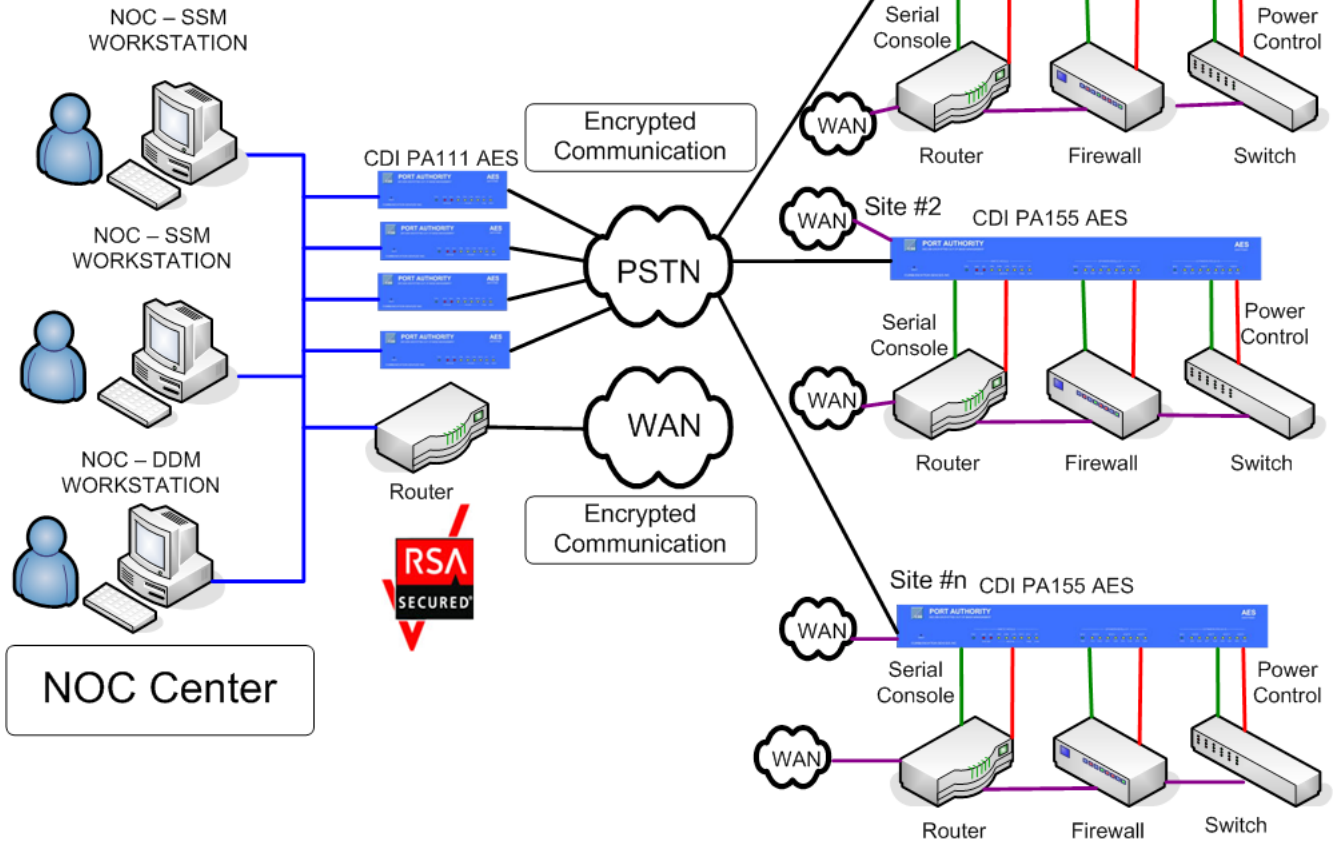 NOC – SSM
WORKSTATION
NOC – SSM
WORKSTATION
NOC – DDM
WORKSTATION
NOC Center
CDI PA111 AES
PORT AUTHORITY
AES
PORT AUTHORITY
AES
PORT AUTHORITY
AES
PORT AUTHORITY
AES
Router
RSA
SECURED
Encrypted
Communication
PSTN
WAN
Encrypted
Communication
Serial
Console
Power
Control
WAN
Router
Firewall
Switch
WAN
Site #2
CDI PA155 AES
PORT AUTHORITY
AES
Serial
Console
Power
Control
WAN
Router
Firewall
Switch
Site #n
CDI PA155 AES
PORT AUTHORITY
AES
WAN
Serial
Console
Power
Control
WAN
Router
Firewall
Switch